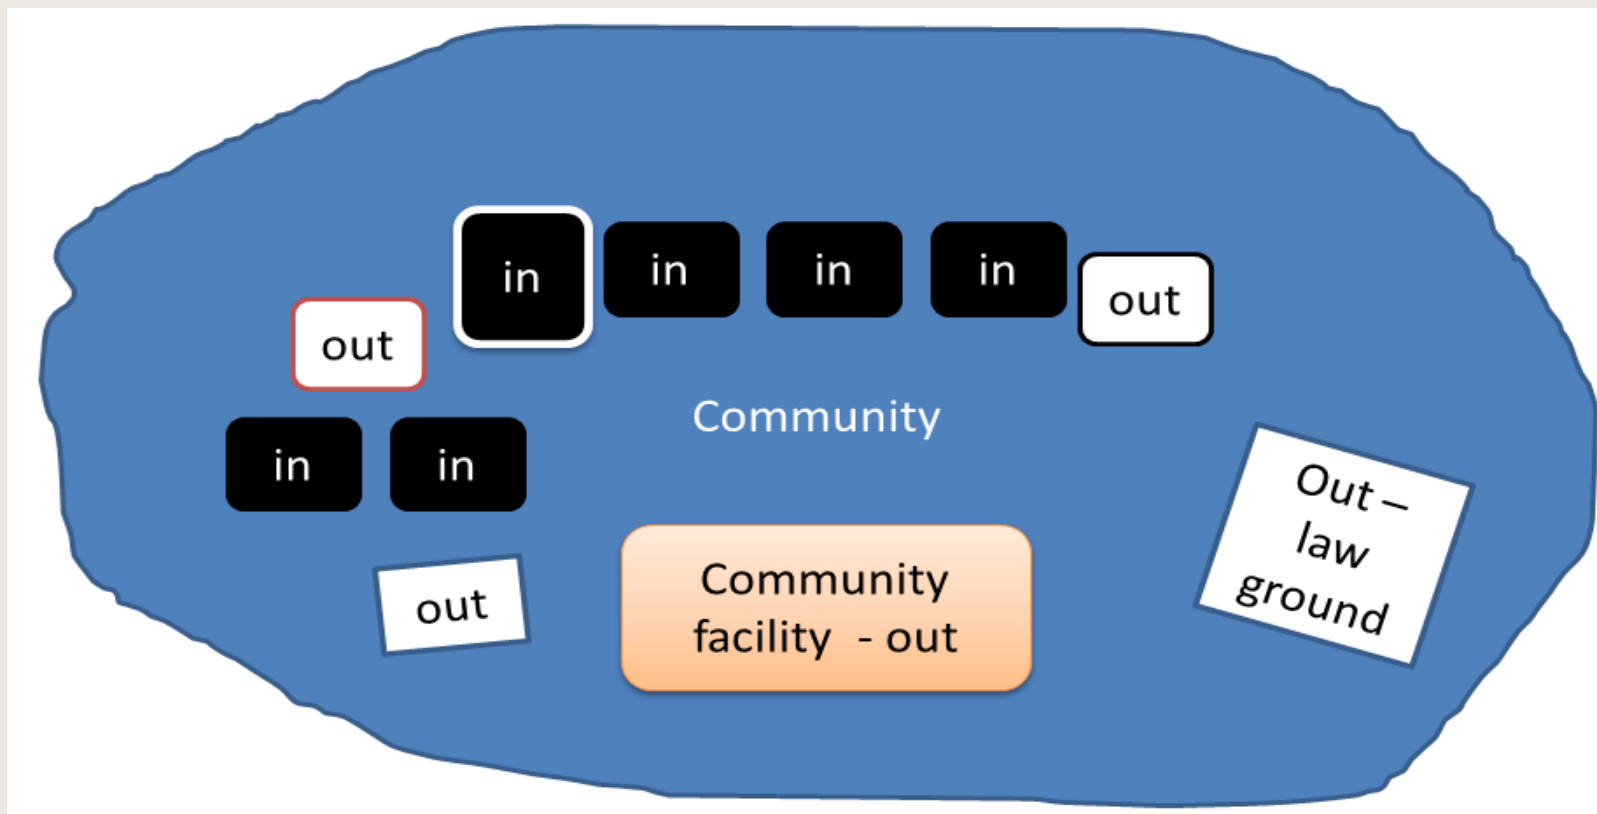 in
in
in
in
out
out
Community
in
in
Out –
law
ground
Community
facility  - out
out